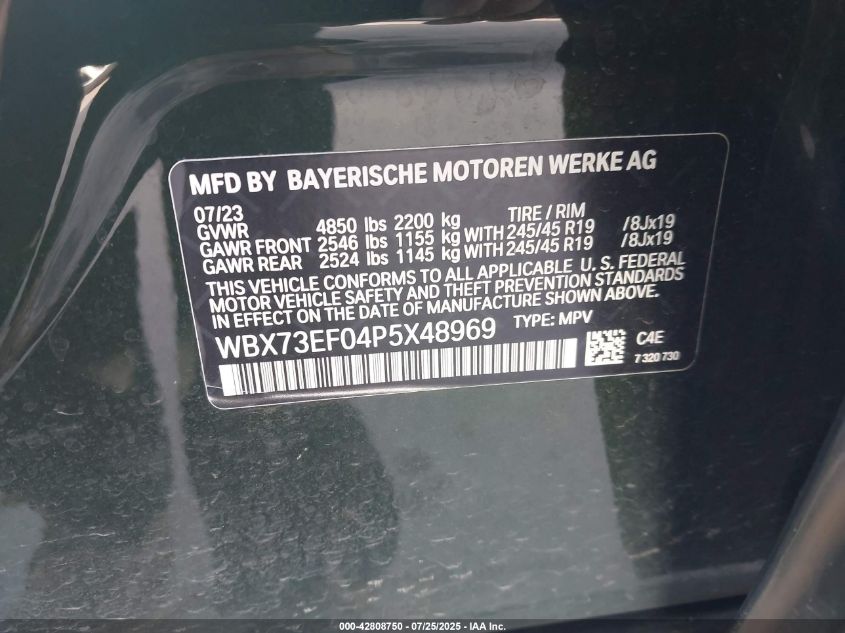 MFD BY BAYERISCHE MOTOREN WERKE AG
07/23 TIRE / RIM
GVWR 4850 lbs 2200 kg
GAWR FRONT 2546 lbs 1155 kg WITH 245/45 R19 /8Jx19
GAWR REAR 2524 lbs 1145 kg WITH 245/45 R19 /8Jx19
THIS VEHICLE CONFORMS TO ALL APPLICABLE U. S. FEDERAL
MOTOR VEHICLE SAFETY AND THEFT PREVENTION STANDARDS
IN EFFECT ON THE DATE OF MANUFACTURE SHOWN ABOVE.
WBX73EF04P5X48969 TYPE: MPV
C4E
7 320 730
000-42808750 - 07/25/2025 - IAA Inc.